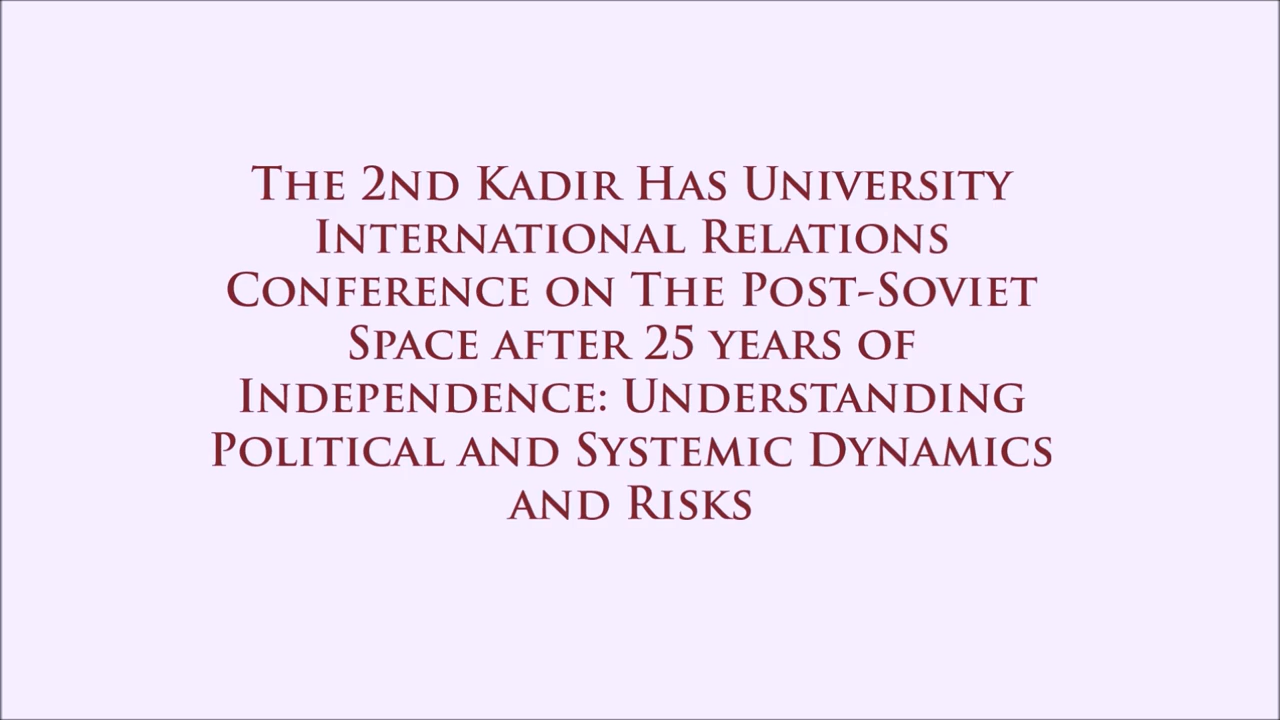 The 2nd Kadir Has University
International Relations
Conference on The Post-Soviet
Space after 25 years of
Independence: Understanding
Political and Systemic Dynamics
and Risks